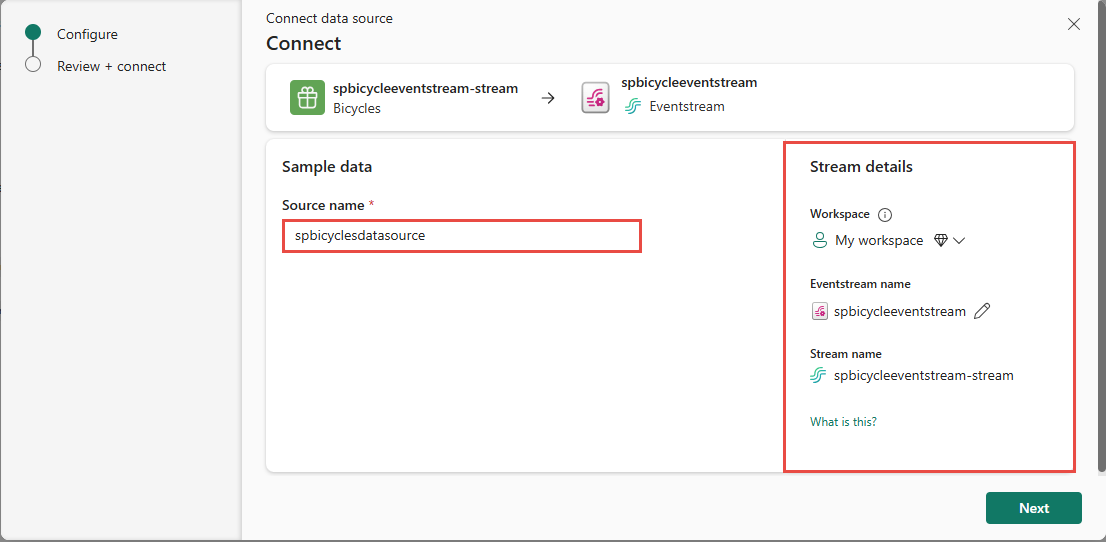 Configure
Review + connect
Connect data source
Connect
spbicycleeventstream-stream
Bicycles
spbicycleeventstream
Eventstream
Sample data
Source name *
spbicyclesdatasource
Stream details
Workspace
My workspace
Eventstream name
spbicycleeventstream
Stream name
spbicycleeventstream-stream
What is this?
Next